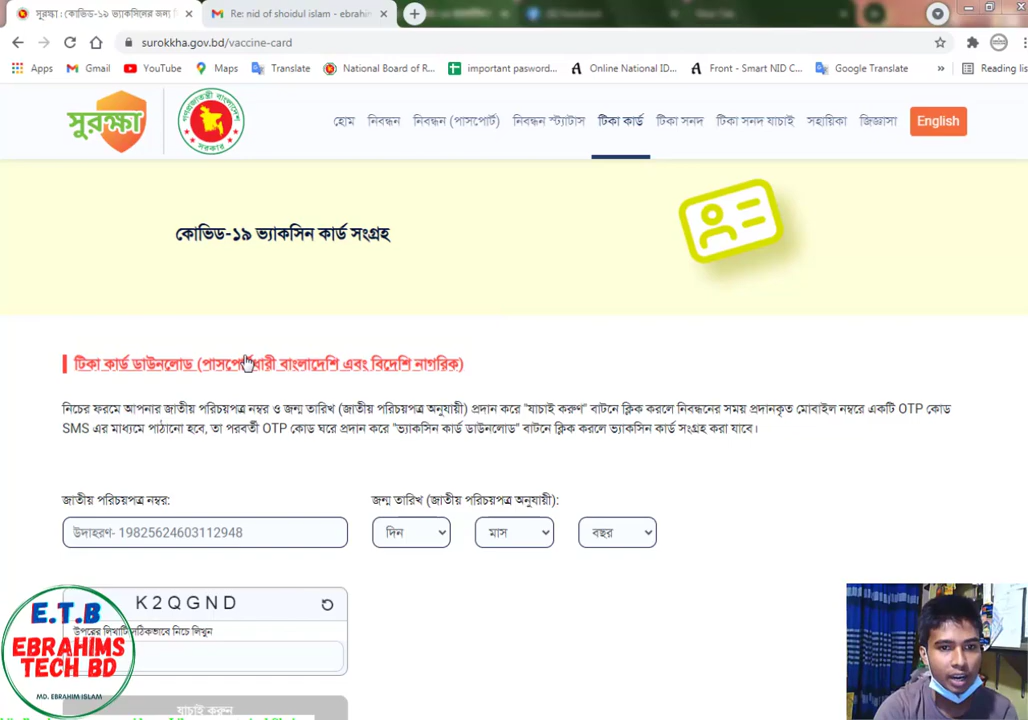 সুরক্ষা : কোভিড-১৯ ভ্যাকসিনের জন্য
Re: nid of shoidul islam - ebrahim
surokkha.gov.bd/vaccine-card
Apps
Gmail
YouTube
Maps
Translate
National Board of R...
important pasword...
Online National ID...
Front - Smart NID C...
Google Translate
»
Reading list
সুরক্ষা
হোম
নিবন্ধন
নিবন্ধন (পাসপোর্ট)
নিবন্ধন স্ট্যাটাস
টিকা কার্ড
টিকা সনদ
টিকা সনদ যাচাই
সহায়িকা
জিজ্ঞাসা
English
কোভিড-১৯ ভ্যাকসিন কার্ড সংগ্রহ
টিকা কার্ড ডাউনলোড (পাসপোর্টধারী বাংলাদেশি এবং বিদেশি নাগরিক)
নিচের ফরমে আপনার জাতীয় পরিচয়পত্র নম্বর ও জন্ম তারিখ (জাতীয় পরিচয়পত্র অনুযায়ী) প্রদান করে "যাচাই করুণ" বাটনে ক্লিক করলে নিবন্ধনের সময় প্রদানকৃত মোবাইল নম্বরে একটি OTP কোড
SMS এর মাধ্যমে পাঠানো হবে, তা পরবর্তী OTP কোড ঘরে প্রদান করে "ভ্যাকসিন কার্ড ডাউনলোড" বাটনে ক্লিক করলে ভ্যাকসিন কার্ড সংগ্রহ করা যাবে।
জাতীয় পরিচয়পত্র নম্বর:
জন্ম তারিখ (জাতীয় পরিচয়পত্র অনুযায়ী):
উদাহরণ- 19825624603112948
দিন
মাস
বছর
K2QGND
উপরের লিখাটি সঠিকভাবে নিচে লিখুন
যাচাই করুন
E.T.B
EBRAHIMS
TECH BD
MD. EBRAHIM ISLAM